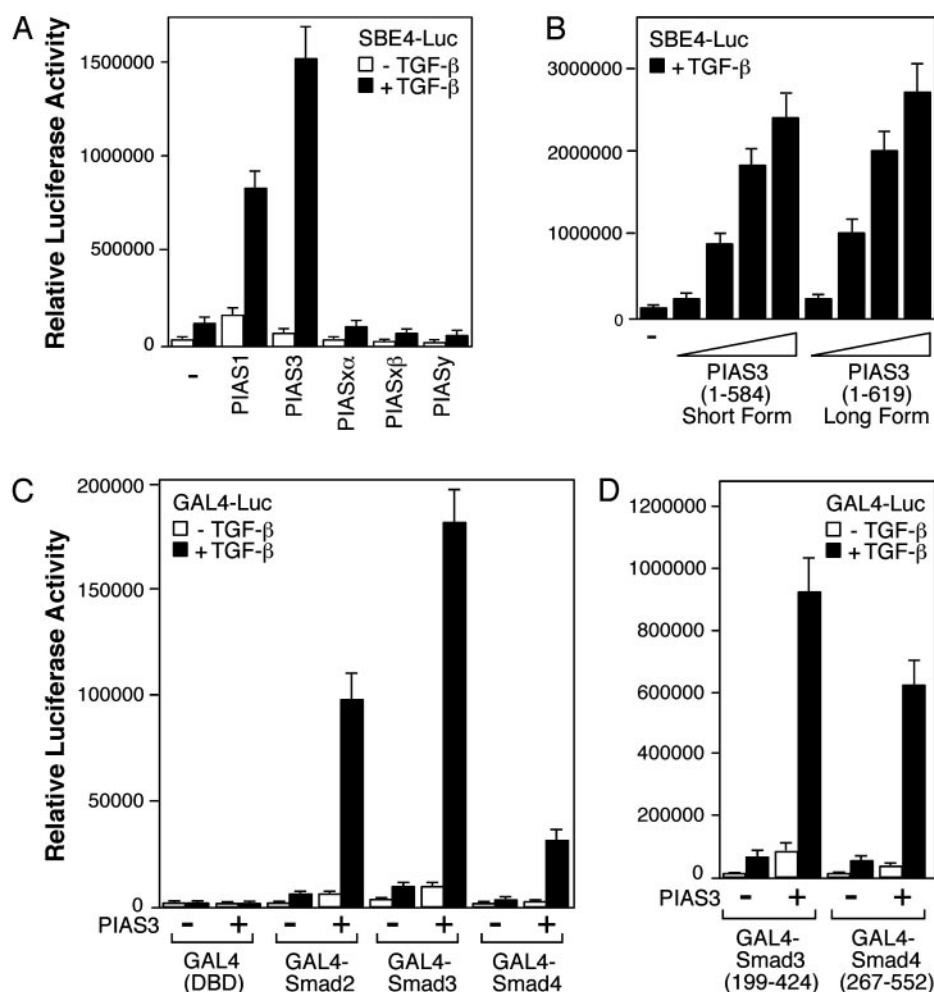 A
Relative Luciferase Activity
SBE4-Luc
- TGF-β
+ TGF-β
1500000
1000000
500000
0
-
PIAS1
PIAS3
PIASxα
PIASxβ
PIASy
B
SBE4-Luc
+ TGF-β
3000000
2000000
1000000
0
-
PIAS3 PIAS3
(1-584) (1-619)
Short Form Long Form
C
Relative Luciferase Activity
GAL4-Luc
- TGF-β
+ TGF-β
200000
150000
100000
50000
0
PIAS3 - + - + - + - +
GAL4 GAL4- GAL4- GAL4-
(DBD) Smad2 Smad3 Smad4
D
GAL4-Luc
- TGF-β
+ TGF-β
1200000
1000000
800000
600000
400000
200000
0
PIAS3 - + - +
GAL4- GAL4-
Smad3 Smad4
(199-424) (267-552)